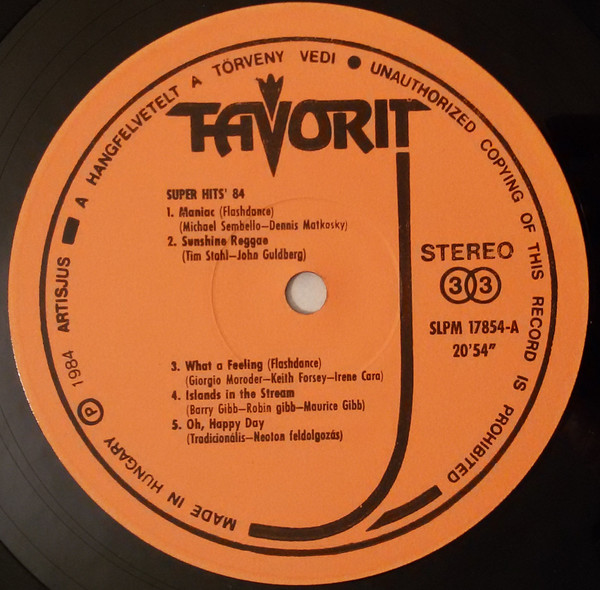 A HANGFELVETELT A TÖRVENY VEDI • UNAUTHORIZED COPYING OF THIS RECORD IS PROHIBITED
FAVORIT
SUPER HITS' 84
1. Maniac (Flashdance)
(Michael Sembello–Dennis Matkosky)
2. Sunshine Reggae
(Tim Stahl–John Guldberg)
STEREO
33
SLPM 17854-A
20'54"
3. What a Feeling (Flashdance)
(Giorgio Moroder–Keith Forsey–Irene Cara)
4. Islands in the Stream
(Barry Gibb–Robin gibb–Maurice Gibb)
5. Oh, Happy Day
(Tradicionális–Neoton feldolgozás)
MADE IN HUNGARY Ⓟ 1984 ARTISJUS